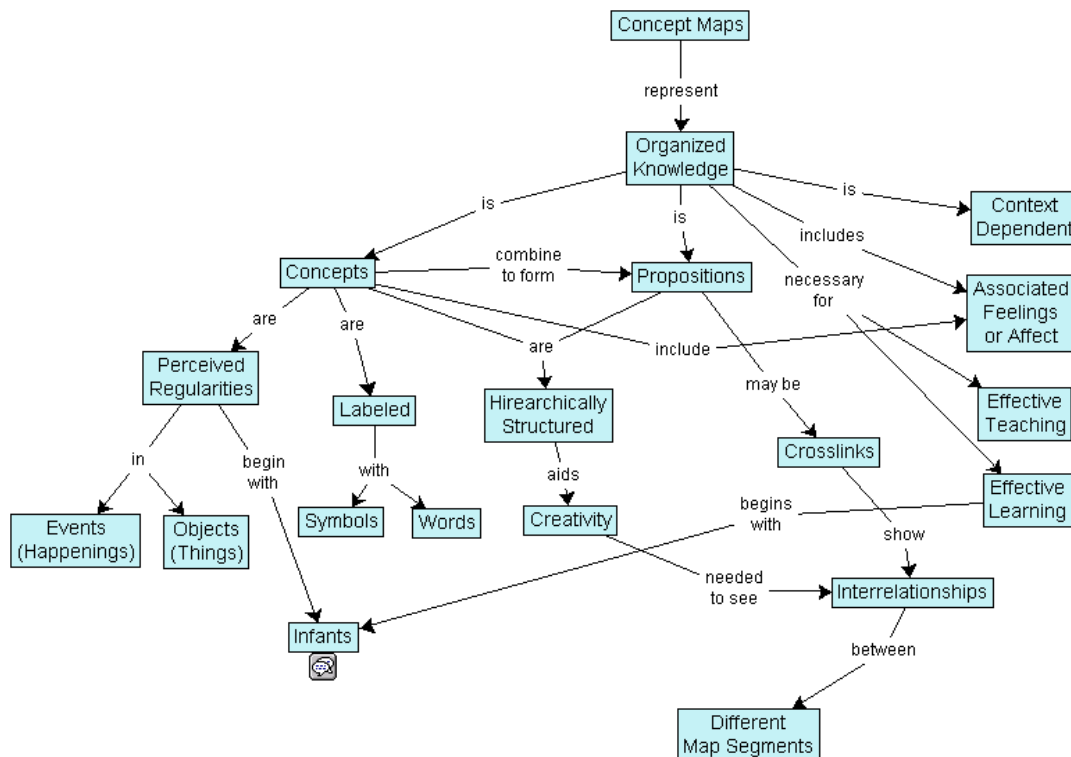 Concept Maps
represent
Organized
Knowledge
is
is
is
Context
Dependent
includes
combine
to form
Concepts
Propositions
necessary
for
Associated
Feelings
or Affect
are
are
are
include
Perceived
Regularities
may be
Labeled
Hirearchically
Structured
Effective
Teaching
Crosslinks
in
begin
with
with
aids
Effective
Learning
Events
(Happenings)
Objects
(Things)
Symbols
Words
Creativity
begins
with
show
needed
to see
Interrelationships
Infants
between
Different
Map Segments